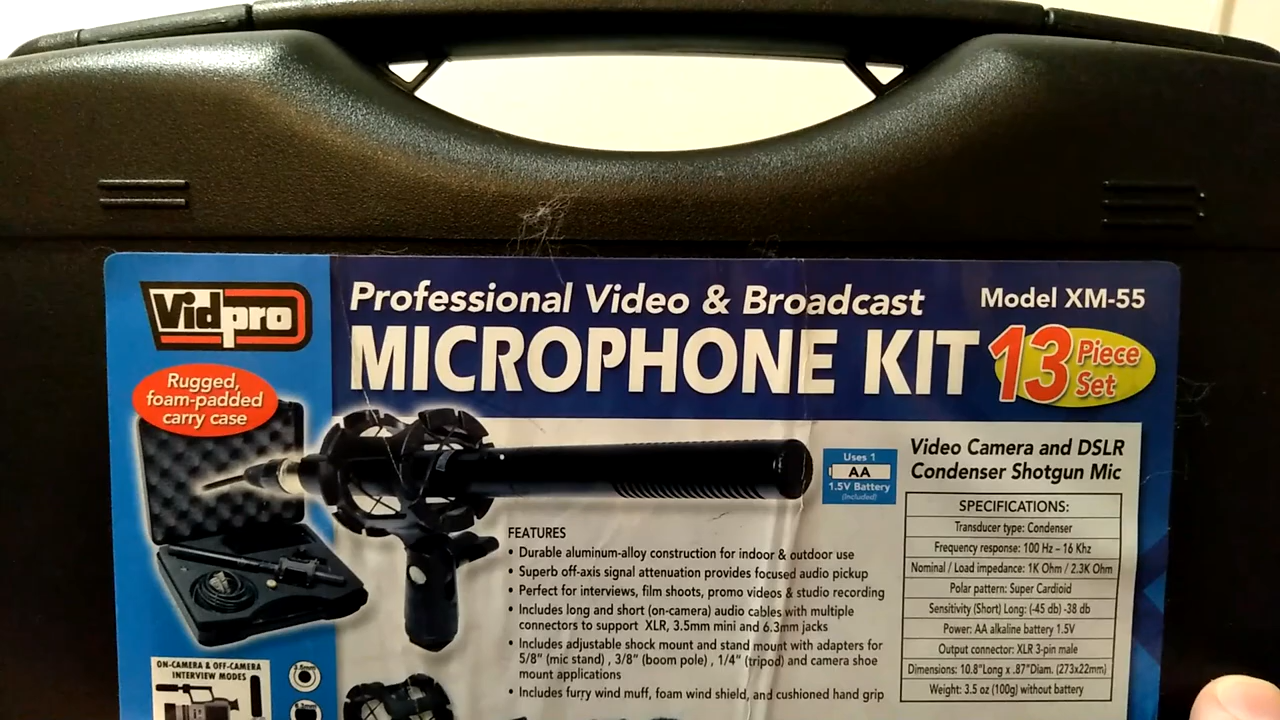 Vidpro
Professional Video & Broadcast
Model XM-55
MICROPHONE KIT
13 Piece
Set
Rugged,
foam-padded
carry case
Uses 1
AA
1.5V Battery
(included)
Video Camera and DSLR
Condenser Shotgun Mic
SPECIFICATIONS:
Transducer type: Condenser
Frequency response: 100 Hz – 16 Khz
Nominal / Load impedance: 1K Ohm / 2.3K Ohm
Polar pattern: Super Cardioid
Sensitivity (Short) Long: (-45 db) -38 db
Power: AA alkaline battery 1.5V
Output connector: XLR 3-pin male
Dimensions: 10.8"Long x .87"Diam. (273x22mm)
Weight: 3.5 oz (100g) without battery
FEATURES
• Durable aluminum-alloy construction for indoor & outdoor use
• Superb off-axis signal attenuation provides focused audio pickup
• Perfect for interviews, film shoots, promo videos & studio recording
• Includes long and short (on-camera) audio cables with multiple
connectors to support XLR, 3.5mm mini and 6.3mm jacks
• Includes adjustable shock mount and stand mount with adapters for
5/8" (mic stand) , 3/8" (boom pole) , 1/4" (tripod) and camera shoe
mount applications
• Includes furry wind muff, foam wind shield, and cushioned hand grip
ON-CAMERA & OFF-CAMERA
INTERVIEW MODES
3.5mm